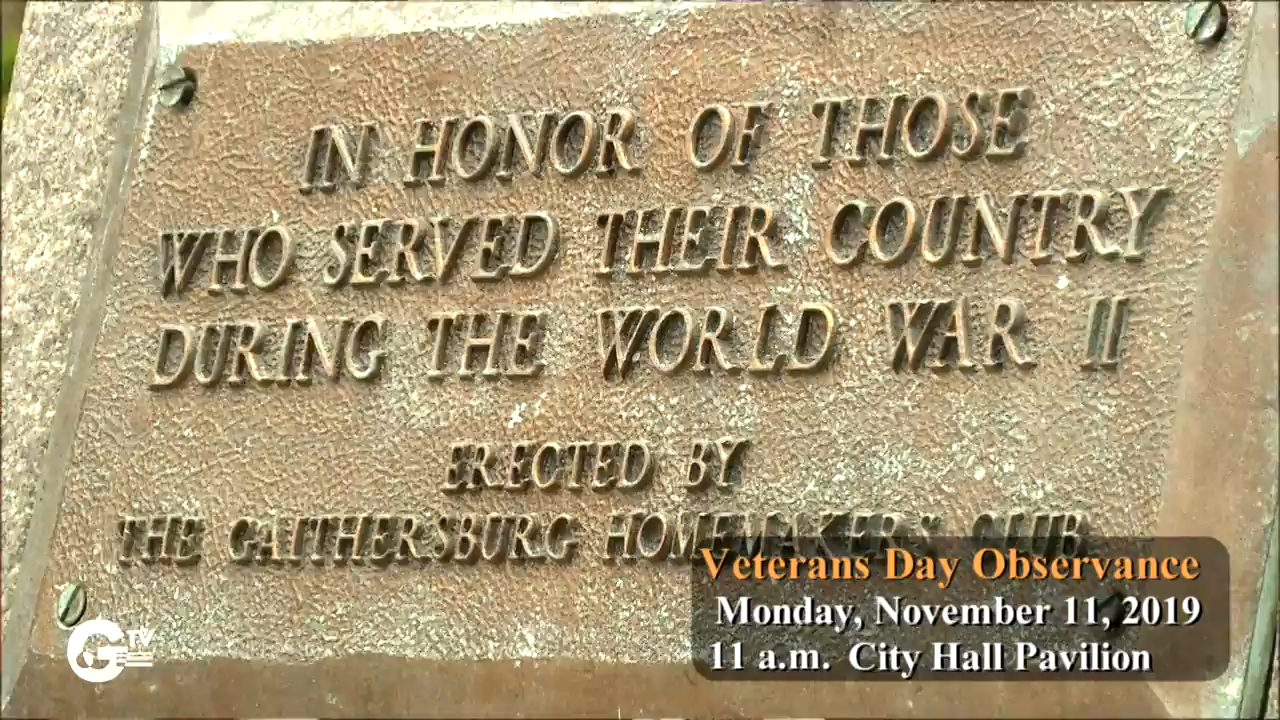 IN HONOR OF THOSE
WHO SERVED THEIR COUNTRY
DURING THE WORLD WAR II
ERECTED BY
THE GAITHERSBURG HOMEMAKERS CLUB
Veterans Day Observance
Monday, November 11, 2019
11 a.m. City Hall Pavilion
G TV